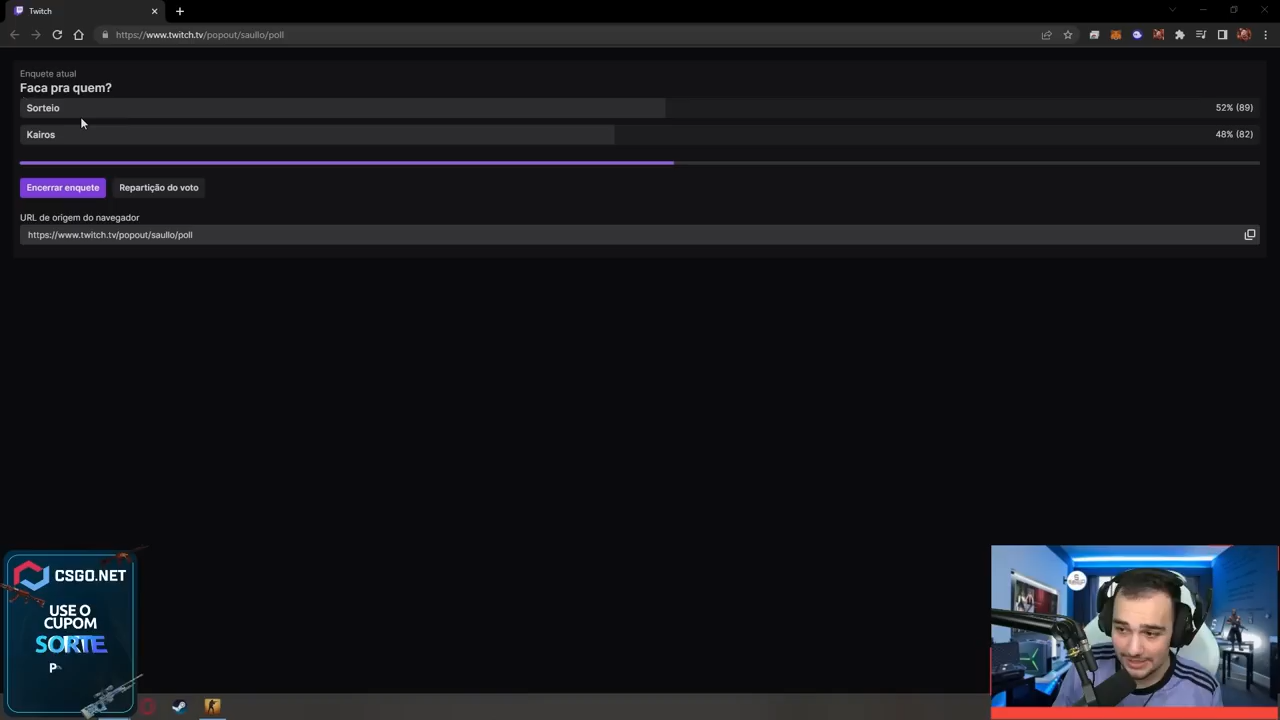 Twitch
https://www.twitch.tv/popout/saullo/poll
Enquete atual
Faca pra quem?
Sorteio
52% (89)
Kairos
48% (82)
Encerrar enquete
Repartição do voto
URL de origem do navegador
https://www.twitch.tv/popout/saullo/poll
CSGO.NET
USE O
CUPOM
SORTE
P